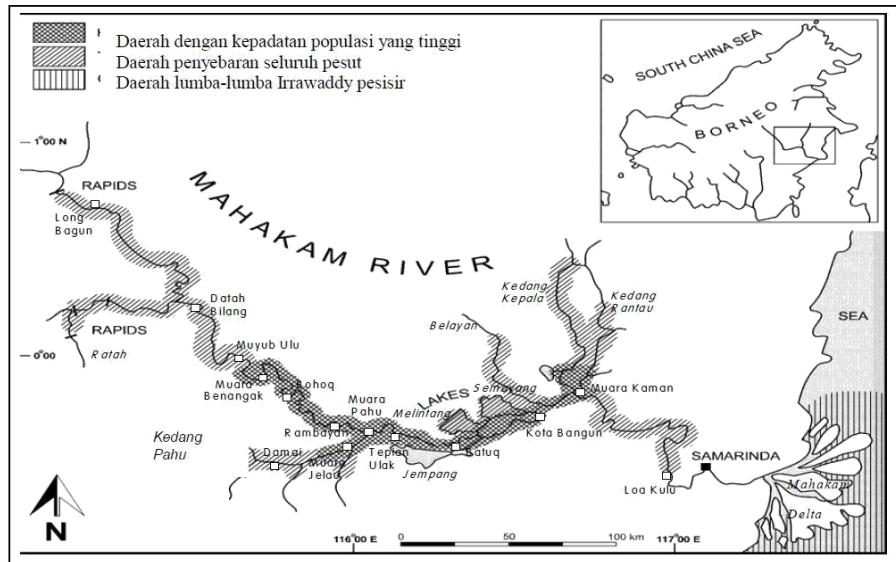 Daerah dengan kepadatan populasi yang tinggi
Daerah penyebaran seluruh pesut
Daerah lumba-lumba Irrawaddy pesisir
SOUTH CHINA SEA
BORNEO
1°00 N
RAPIDS
Long
Bagun
MAHAKAM RIVER
Kedang
Kepala
Kedang
Rantau
Datah
Bilang
Belayan
SEA
RAPIDS
Ratah
0°00
Muyub Ulu
Muara
Benangak
Bohoq
LAKES
Semayang
Muara Kaman
Muara
Pahu
Melintang
Kedang
Pahu
Rambayan
Kota Bangun
Damai
Muara
Jelau
Tepian
Ulak
Batuq
Jempang
SAMARINDA
Loa Kulu
Mahakam
Delta
N
116°00 E
0
50
100 km
117°00 E